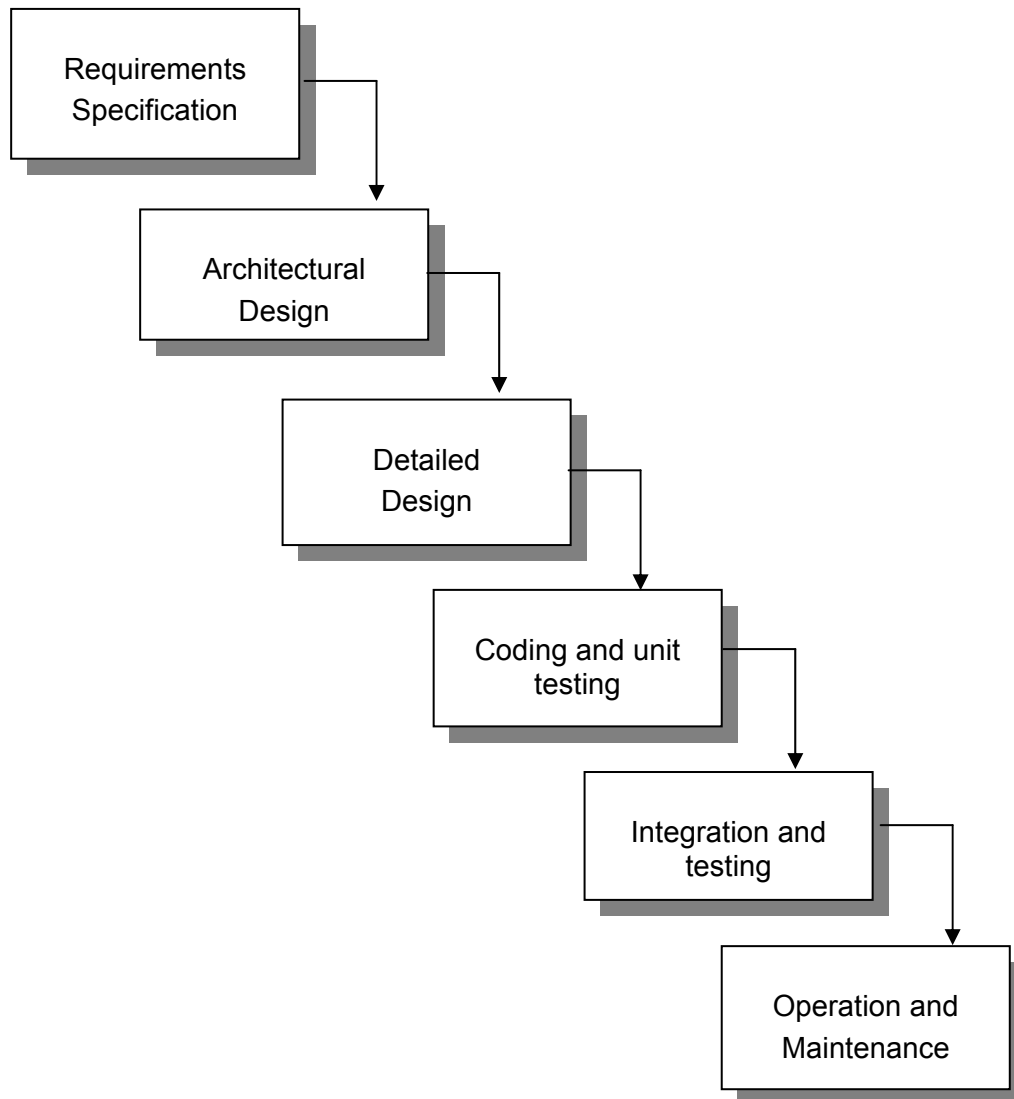 Requirements
Specification
Architectural
Design
Detailed
Design
Coding and unit
testing
Integration and
testing
Operation and
Maintenance